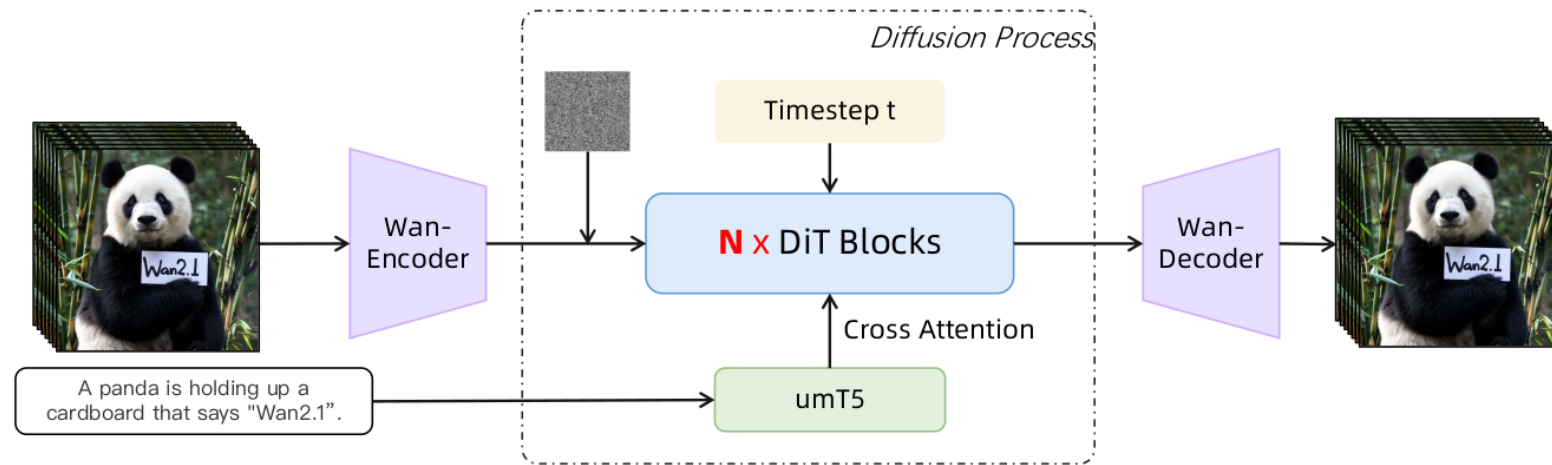 Diffusion Process
Timestep t
Wan-
Encoder
N x DiT Blocks
Wan-
Decoder
Wan2.1
Wan2.1
Cross Attention
A panda is holding up a
cardboard that says "Wan2.1”.
umT5